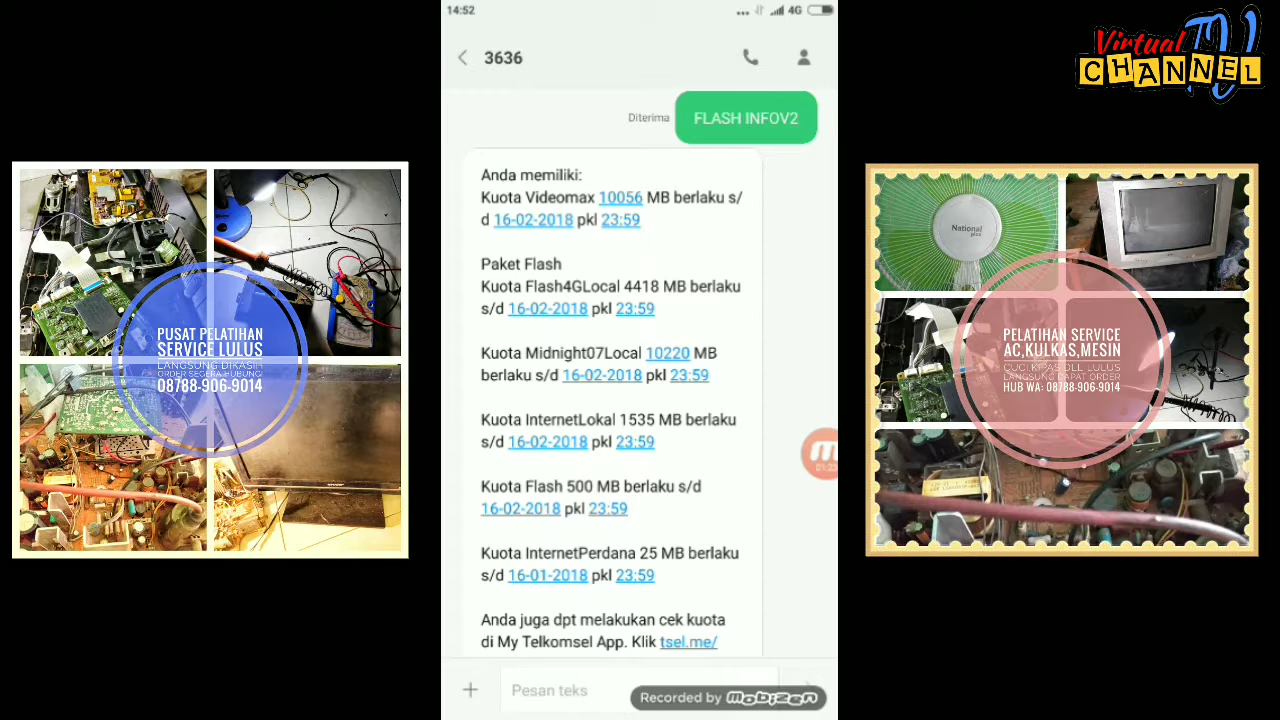 14:52
4G
3636
Diterima
FLASH INFOV2
Anda memiliki:
Kuota Videomax 10056 MB berlaku s/
d 16-02-2018 pkl 23:59
Paket Flash
Kuota Flash4GLocal 4418 MB berlaku
s/d 16-02-2018 pkl 23:59
Kuota Midnight07Local 10220 MB
berlaku s/d 16-02-2018 pkl 23:59
Kuota InternetLokal 1535 MB berlaku
s/d 16-02-2018 pkl 23:59
Kuota Flash 500 MB berlaku s/d
16-02-2018 pkl 23:59
Kuota InternetPerdana 25 MB berlaku
s/d 16-01-2018 pkl 23:59
Anda juga dpt melakukan cek kuota
di My Telkomsel App. Klik tsel.me/
Pesan teks
Recorded by mobizen
01:23
Virtual TV
CHANNEL
PUSAT PELATIHAN
SERVICE LULUS
LANGSUNG DIKASIH
ORDER SEGERA HUBUNGI
08788-906-9014
National
PELATIHAN SERVICE
AC,KULKAS,MESIN
CUCI,KIPAS DLL LULUS
LANGSUNG DAPAT ORDER
HUB WA: 08788-906-9014